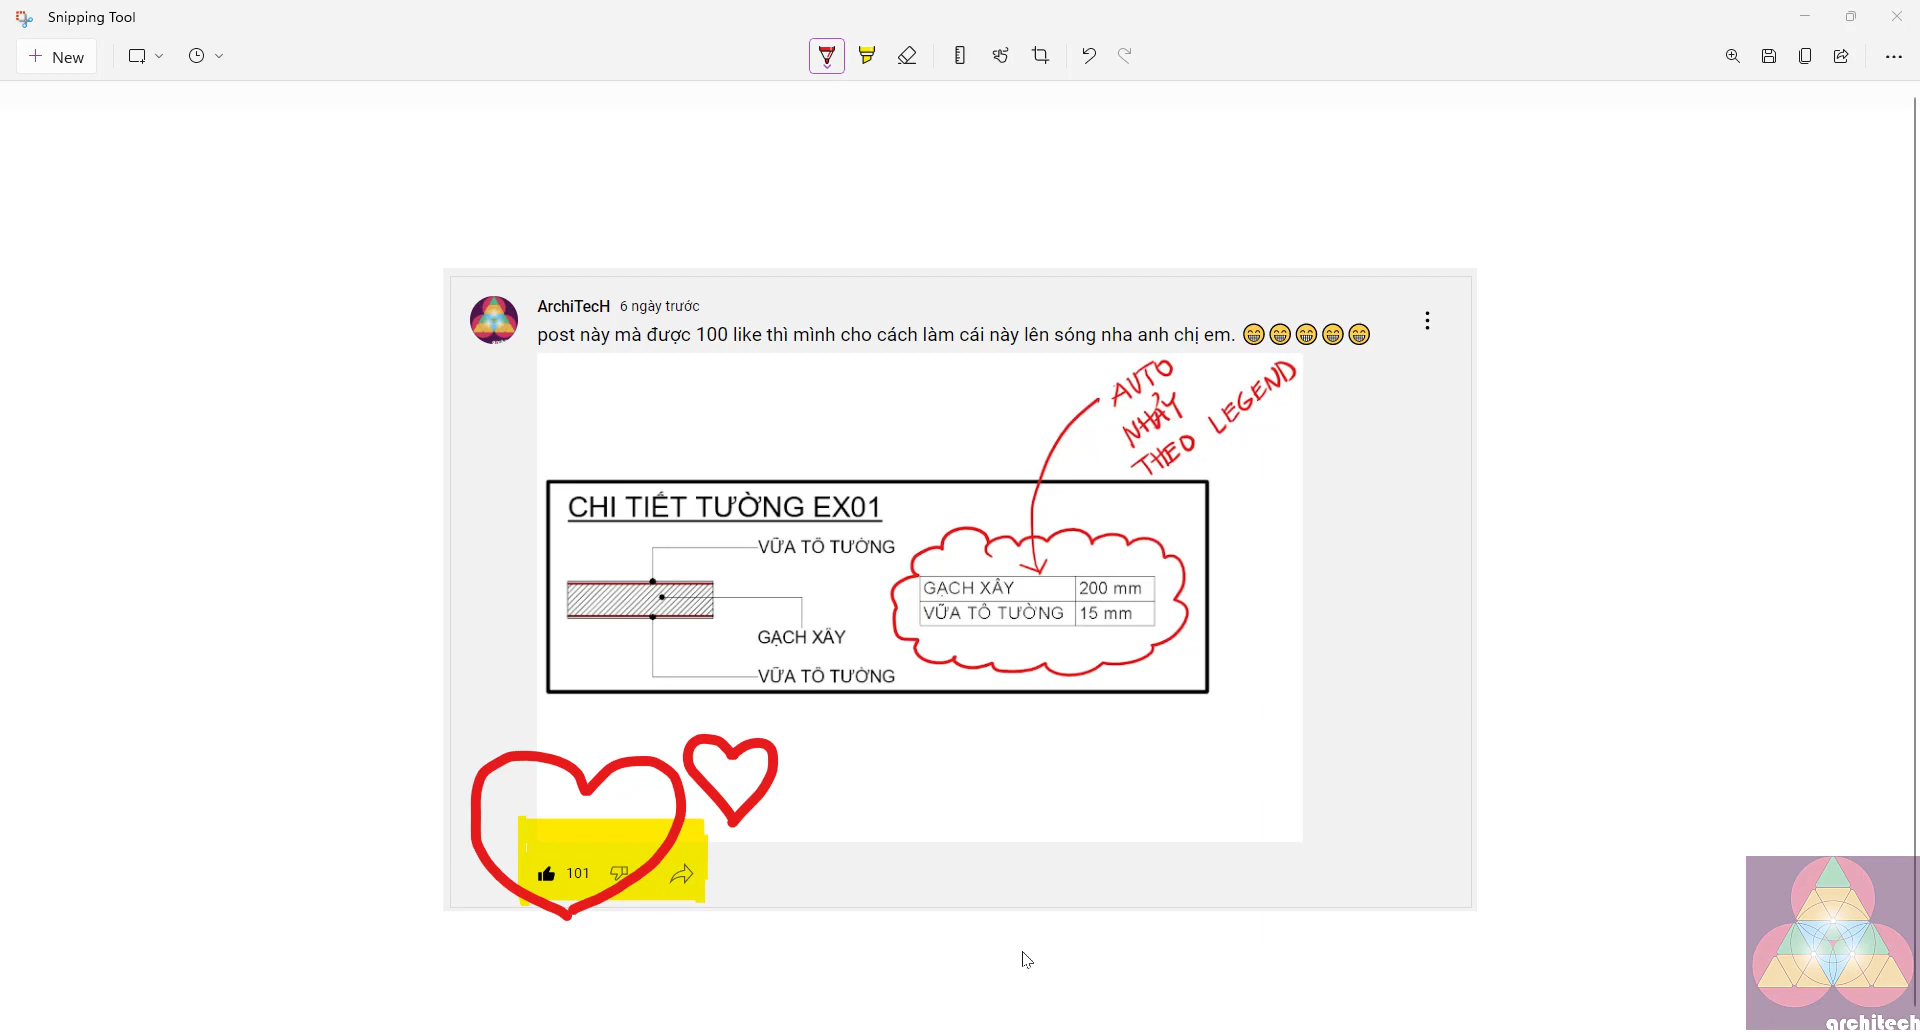 Snipping Tool
New
ArchiTecH 6 ngày trước
post này mà được 100 like thì mình cho cách làm cái này lên sóng nha anh chị em. 😁😁😁😁😁
AUTO
NHẢY
THEO LEGEND
CHI TIẾT TƯỜNG EX01
VỮA TÔ TƯỜNG
GẠCH XÂY 200 mm
VỮA TÔ TƯỜNG 15 mm
GẠCH XÂY
VỮA TÔ TƯỜNG
101
architech